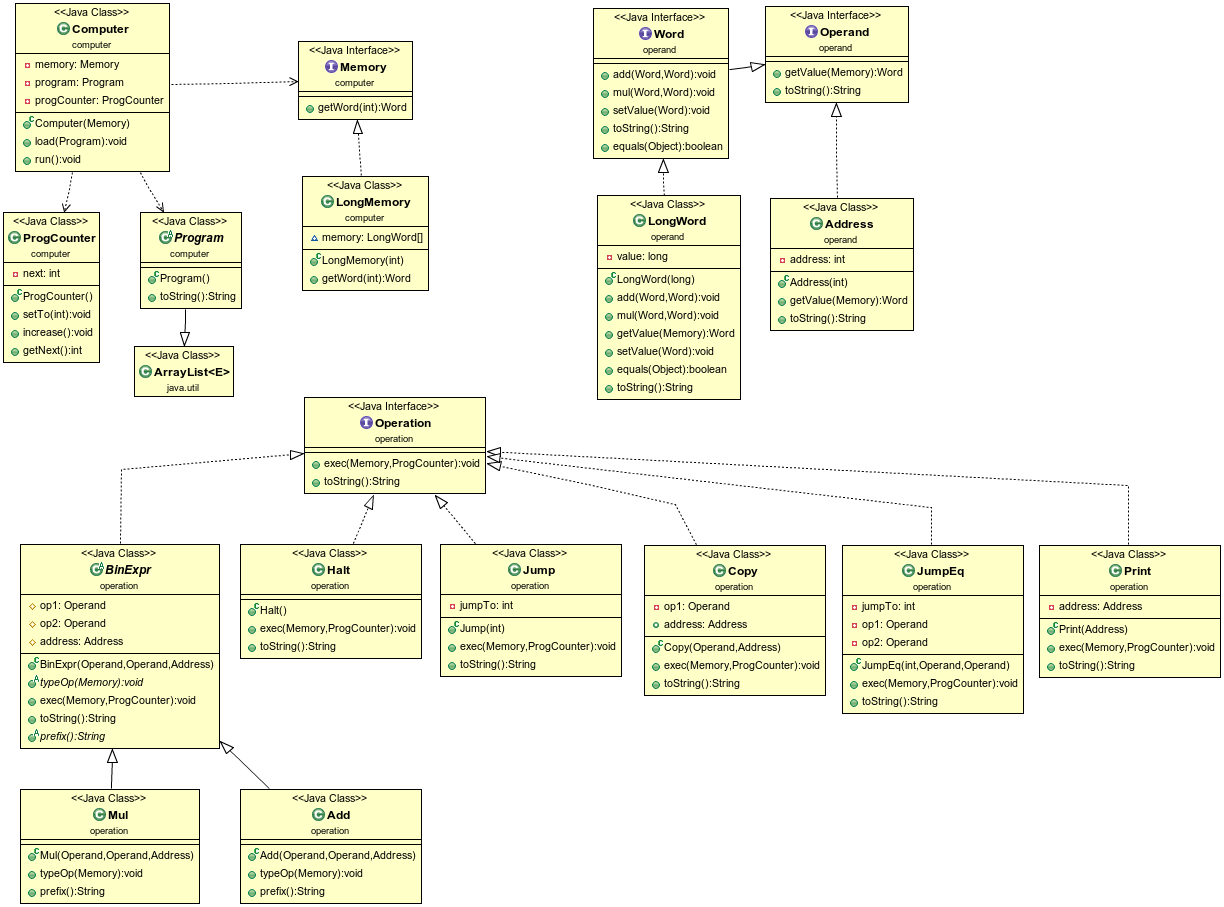 <<Java Class>>
Computer
computer
memory: Memory
program: Program
progCounter: ProgCounter
Computer(Memory)
load(Program):void
run():void
<<Java Interface>>
Memory
computer
getWord(int):Word
<<Java Interface>>
Word
operand
add(Word,Word):void
mul(Word,Word):void
setValue(Word):void
toString():String
equals(Object):boolean
<<Java Interface>>
Operand
operand
getValue(Memory):Word
toString():String
<<Java Class>>
ProgCounter
computer
next: int
ProgCounter()
setTo(int):void
increase():void
getNext():int
<<Java Class>>
Program
computer
Program()
toString():String
<<Java Class>>
ArrayList<E>
java.util
<<Java Class>>
LongMemory
computer
memory: LongWord[]
LongMemory(int)
getWord(int):Word
<<Java Class>>
LongWord
operand
value: long
LongWord(long)
add(Word,Word):void
mul(Word,Word):void
getValue(Memory):Word
setValue(Word):void
equals(Object):boolean
toString():String
<<Java Class>>
Address
operand
address: int
Address(int)
getValue(Memory):Word
toString():String
<<Java Interface>>
Operation
operation
exec(Memory,ProgCounter):void
toString():String
<<Java Class>>
BinExpr
operation
op1: Operand
op2: Operand
address: Address
BinExpr(Operand,Operand,Address)
typeOp(Memory):void
exec(Memory,ProgCounter):void
toString():String
prefix():String
<<Java Class>>
Halt
operation
Halt()
exec(Memory,ProgCounter):void
toString():String
<<Java Class>>
Jump
operation
jumpTo: int
Jump(int)
exec(Memory,ProgCounter):void
toString():String
<<Java Class>>
Copy
operation
op1: Operand
address: Address
Copy(Operand,Address)
exec(Memory,ProgCounter):void
toString():String
<<Java Class>>
JumpEq
operation
jumpTo: int
op1: Operand
op2: Operand
JumpEq(int,Operand,Operand)
exec(Memory,ProgCounter):void
toString():String
<<Java Class>>
Print
operation
address: Address
Print(Address)
exec(Memory,ProgCounter):void
toString():String
<<Java Class>>
Mul
operation
Mul(Operand,Operand,Address)
typeOp(Memory):void
prefix():String
<<Java Class>>
Add
operation
Add(Operand,Operand,Address)
typeOp(Memory):void
prefix():String